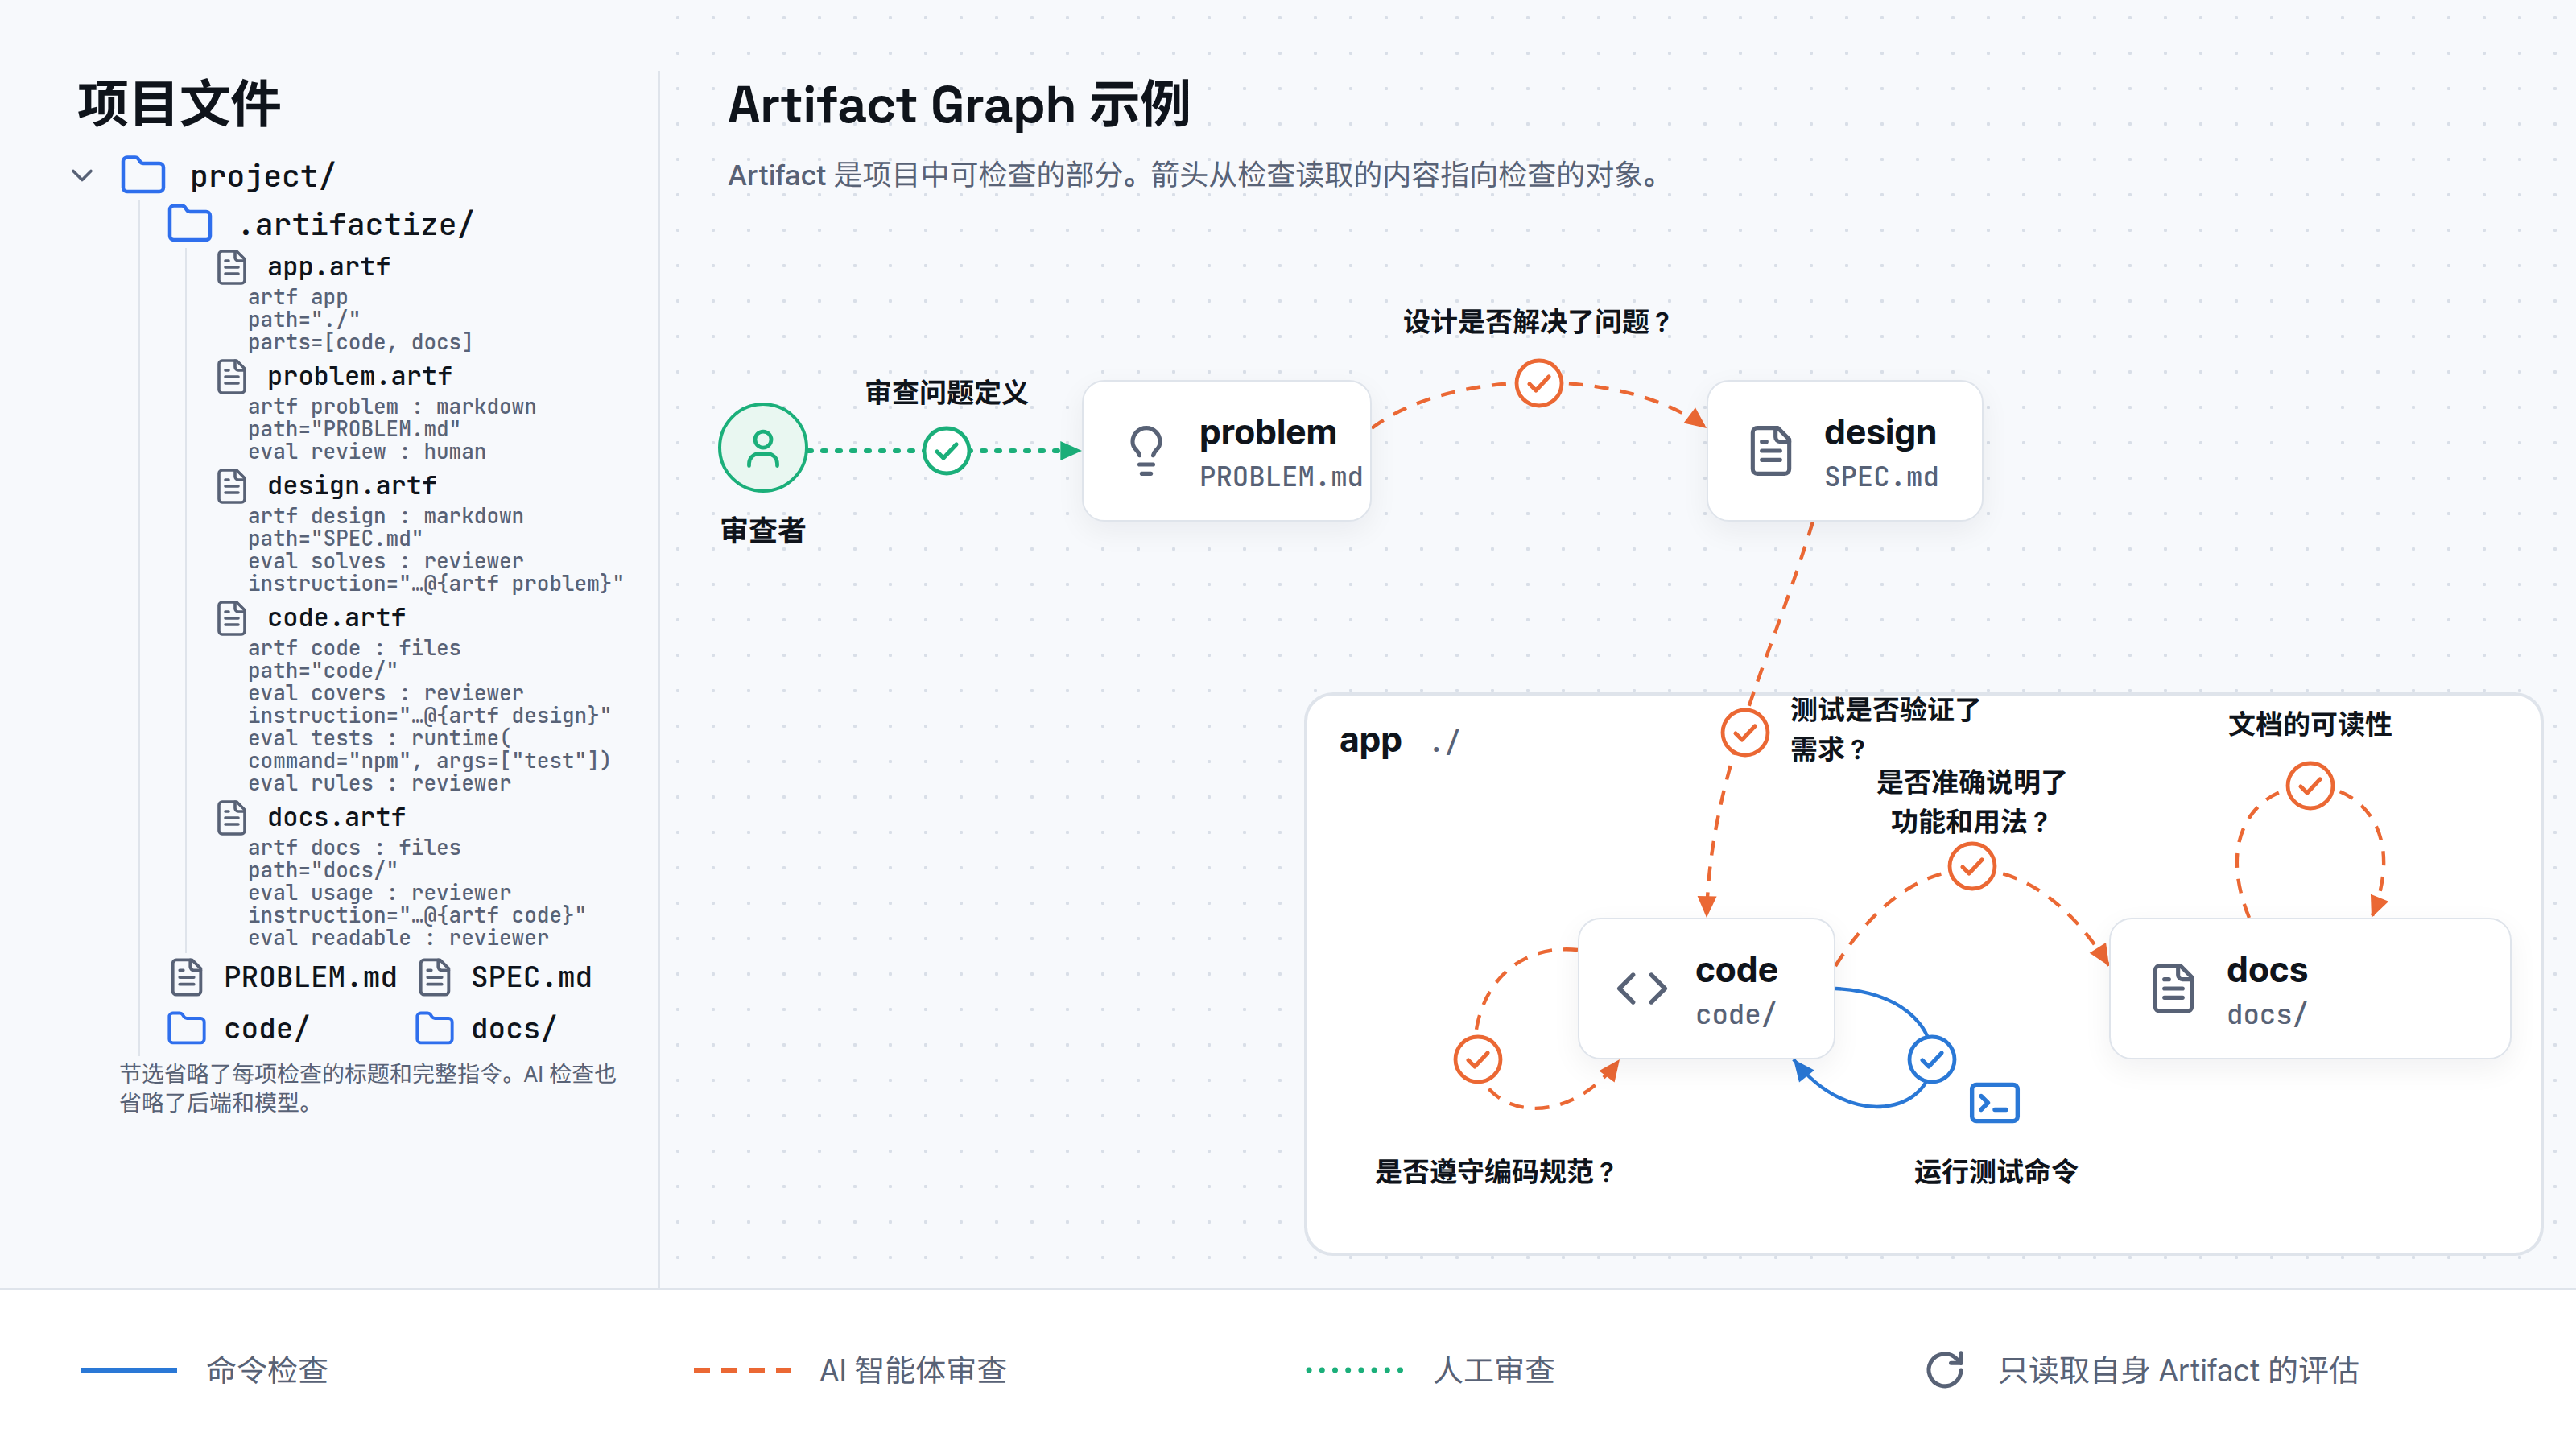 项目文件
project/
.artifactize/
app.artf
artf app
path="./"
parts=[code, docs]
problem.artf
artf problem : markdown
path="PROBLEM.md"
eval review : human
design.artf
artf design : markdown
path="SPEC.md"
eval solves : reviewer
instruction="…@{artf problem}"
code.artf
artf code : files
path="code/"
eval covers : reviewer
instruction="…@{artf design}"
eval tests : runtime(
command="npm", args=["test"])
eval rules : reviewer
docs.artf
artf docs : files
path="docs/"
eval usage : reviewer
instruction="…@{artf code}"
eval readable : reviewer
PROBLEM.md SPEC.md
code/ docs/
节选省略了每项检查的标题和完整指令。AI 检查也
省略了后端和模型。
Artifact Graph 示例
Artifact 是项目中可检查的部分。箭头从检查读取的内容指向检查的对象。
设计是否解决了问题？
审查问题定义
审查者
problem
PROBLEM.md
design
SPEC.md
app ./
测试是否验证了
需求？
文档的可读性
是否准确说明了
功能和用法？
code
code/
docs
docs/
是否遵守编码规范？
运行测试命令
命令检查
AI 智能体审查
人工审查
只读取自身 Artifact 的评估